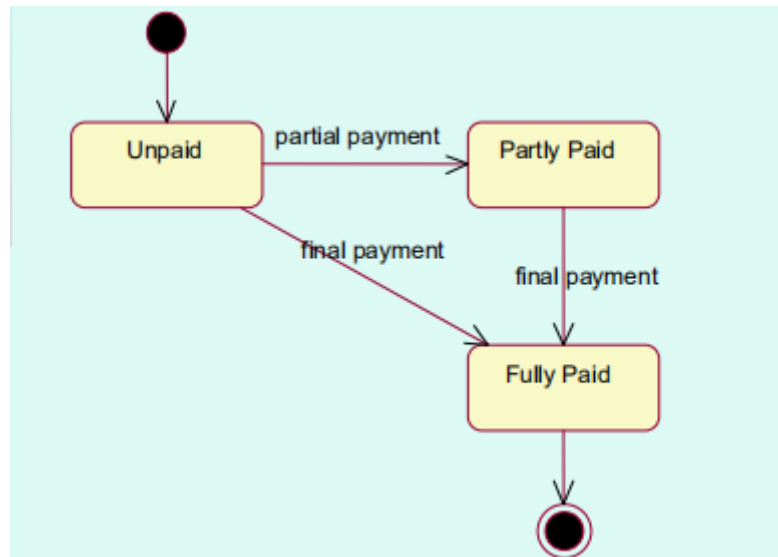 Unpaid
partial payment
Partly Paid
final payment
final payment
Fully Paid